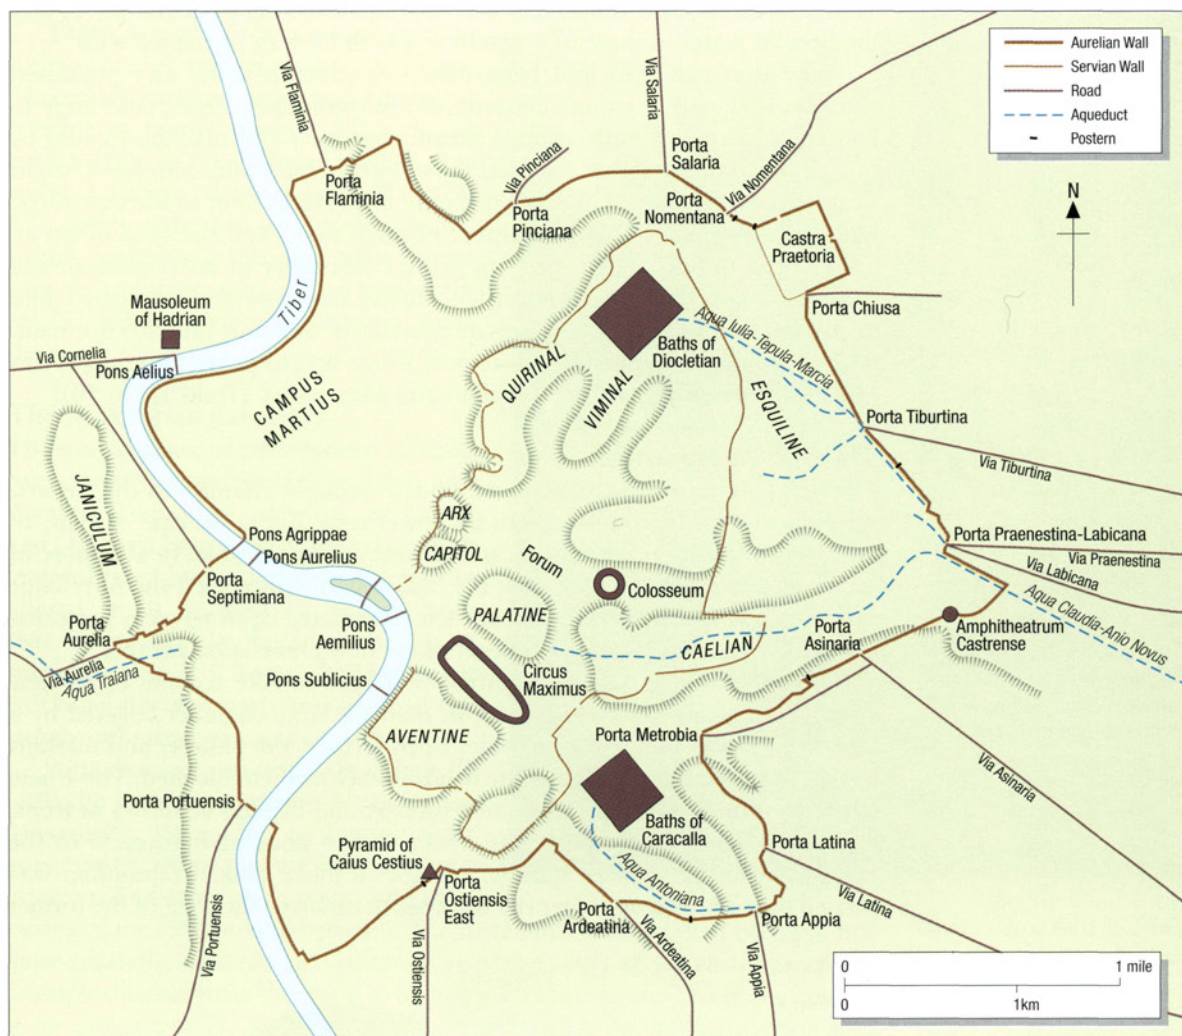 Aurelian Wall
Servian Wall
Road
Aqueduct
Postern
N
Via Flaminia
Via Salaria
Via Pinciana
Via Nomentana
Porta
Salaria
Porta
Flaminia
Porta
Pinciana
Porta
Nomentana
Castra
Praetoria
Porta Chiusa
Tiber
Mausoleum
of Hadrian
Via Cornelia
Pons Aelius
CAMPUS
MARTIUS
QUIRINAL
VIMINAL
Baths of
Diocletian
Aqua Iulia-Tepula-Marcia
ESQUILINE
Porta Tiburtina
Via Tiburtina
JANICULUM
ARX
CAPITOL
Forum
Pons Agrippae
Pons Aurelius
Porta
Septimiana
Porta Praenestina-Labicana
Via Praenestina
Via Labicana
Colosseum
PALATINE
Pons
Aemilius
Porta
Aurelia
Via Aurelia
Aqua Traiana
Pons Sublicius
Circus
Maximus
CAELIAN
Porta
Asinaria
Amphitheatrum
Castrense
Aqua Claudia-Anio Novus
AVENTINE
Porta Metrobia
Via Asinaria
Porta Portuensis
Baths of
Caracalla
Porta Latina
Pyramid of
Caius Cestius
Porta
Ostiensis
East
Aqua Antoniana
Porta
Ardeatina
Porta Appia
Via Latina
Via Portuensis
Via Ostiensis
Via Ardeatina
Via Appia
0
1 mile
0
1km